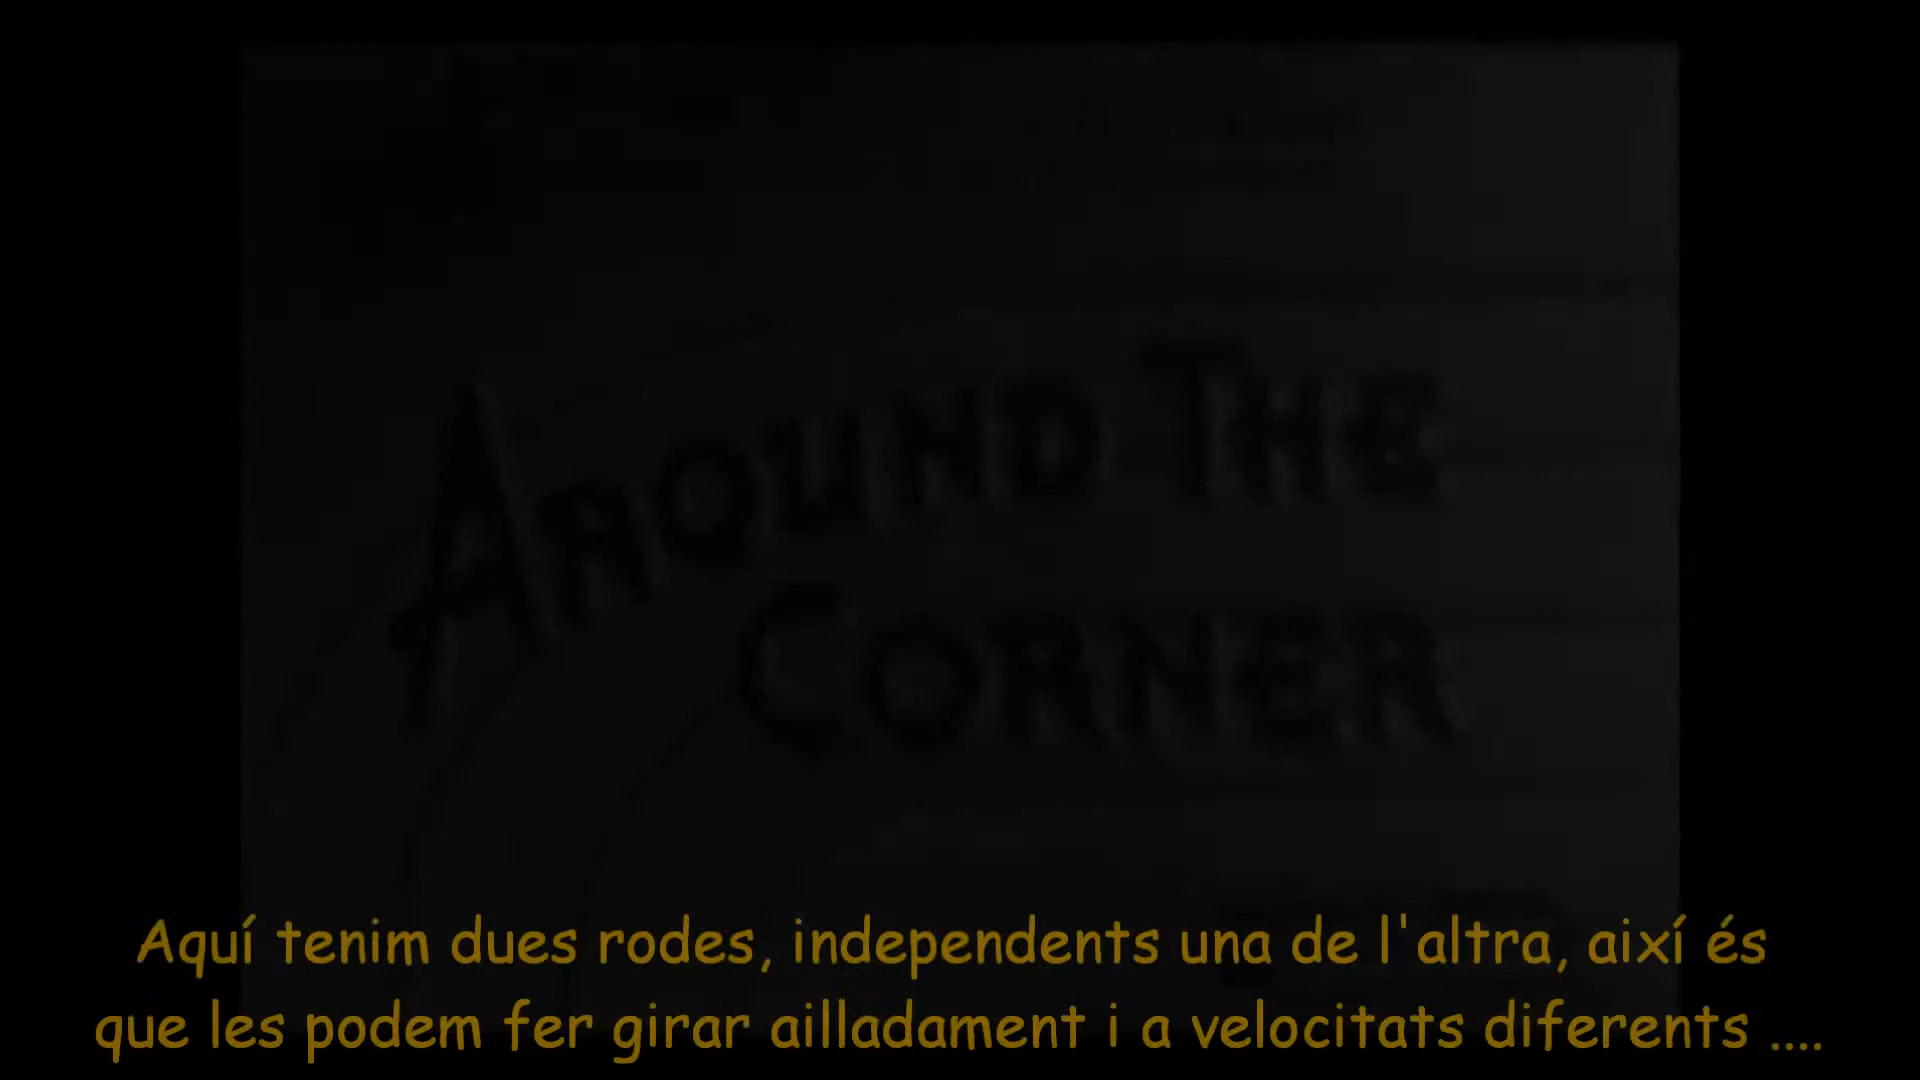 AROUND THE
CORNER
Aquí tenim dues rodes, independents una de l'altra, així és
que les podem fer girar ailladament i a velocitats diferents ....